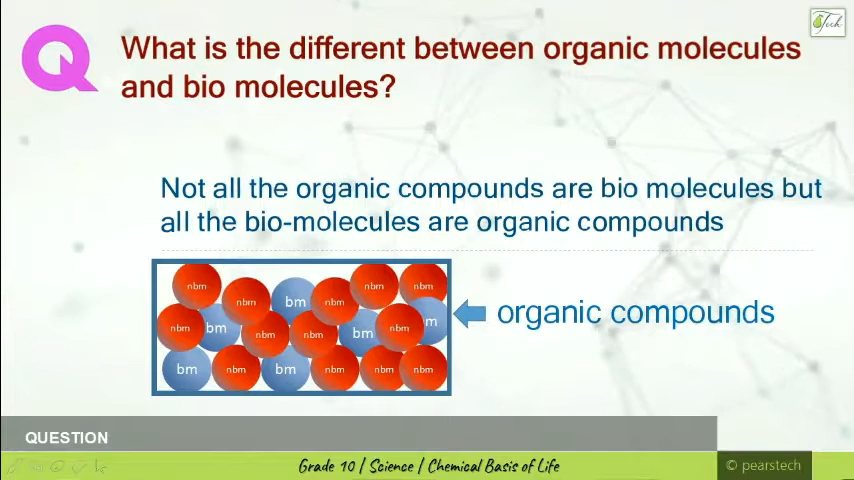 Tech
Q
What is the different between organic molecules
and bio molecules?
Not all the organic compounds are bio molecules but
all the bio-molecules are organic compounds
nbm nbm bm nbm nbm nbm
nbm bm nbm nbm bm nbm m
bm nbm bm nbm nbm nbm
organic compounds
QUESTION
Grade 10 / Science / Chemical Basis of Life
© pearstech